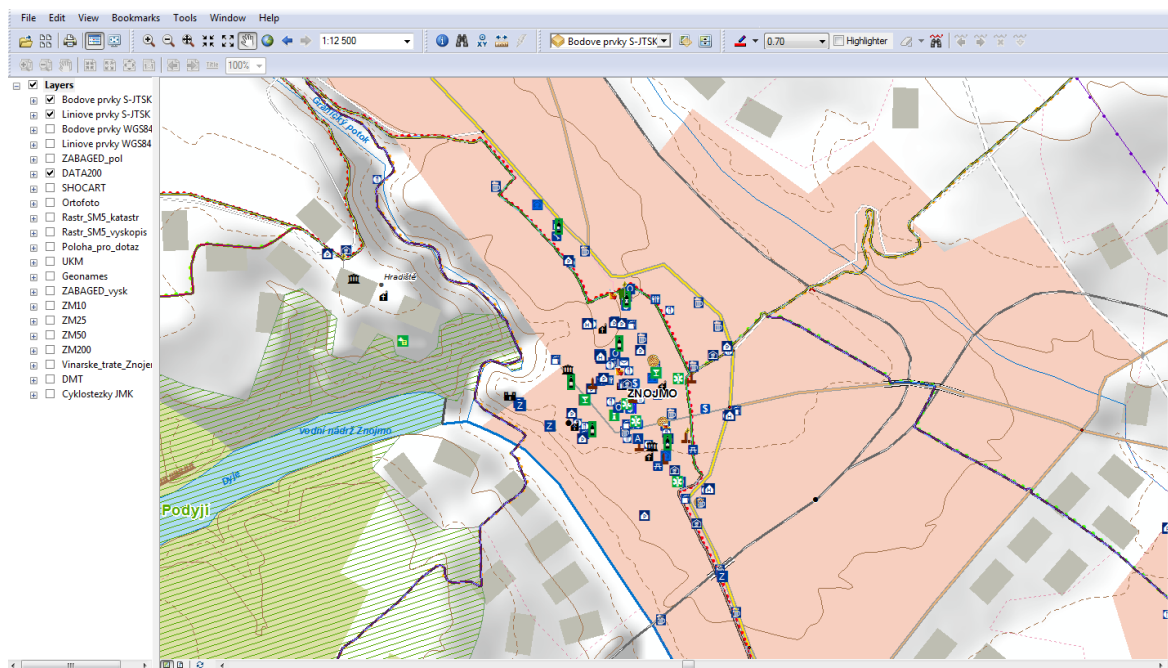 File Edit View Bookmarks Tools Window Help
1:12 500
Bodove prvky S-JTSK
0.70
Highlighter
100%
Layers
Bodove prvky S-JTSK
Liniove prvky S-JTSK
Bodove prvky WGS84
Liniove prvky WGS84
ZABAGED_pol
DATA200
SHOCART
Ortofoto
Rastr_SM5_katastr
Rastr_SM5_vyskopis
Poloha_pro_dotaz
UKM
Geonames
ZABAGED_vysk
ZM10
ZM25
ZM50
ZM200
Vinarske_trate_Znojer
DMT
Cyklostezky JMK
Gránický potok
Hradiště
ZNOJMO
vodní nádrž Znojmo
Dyje
Podyjí